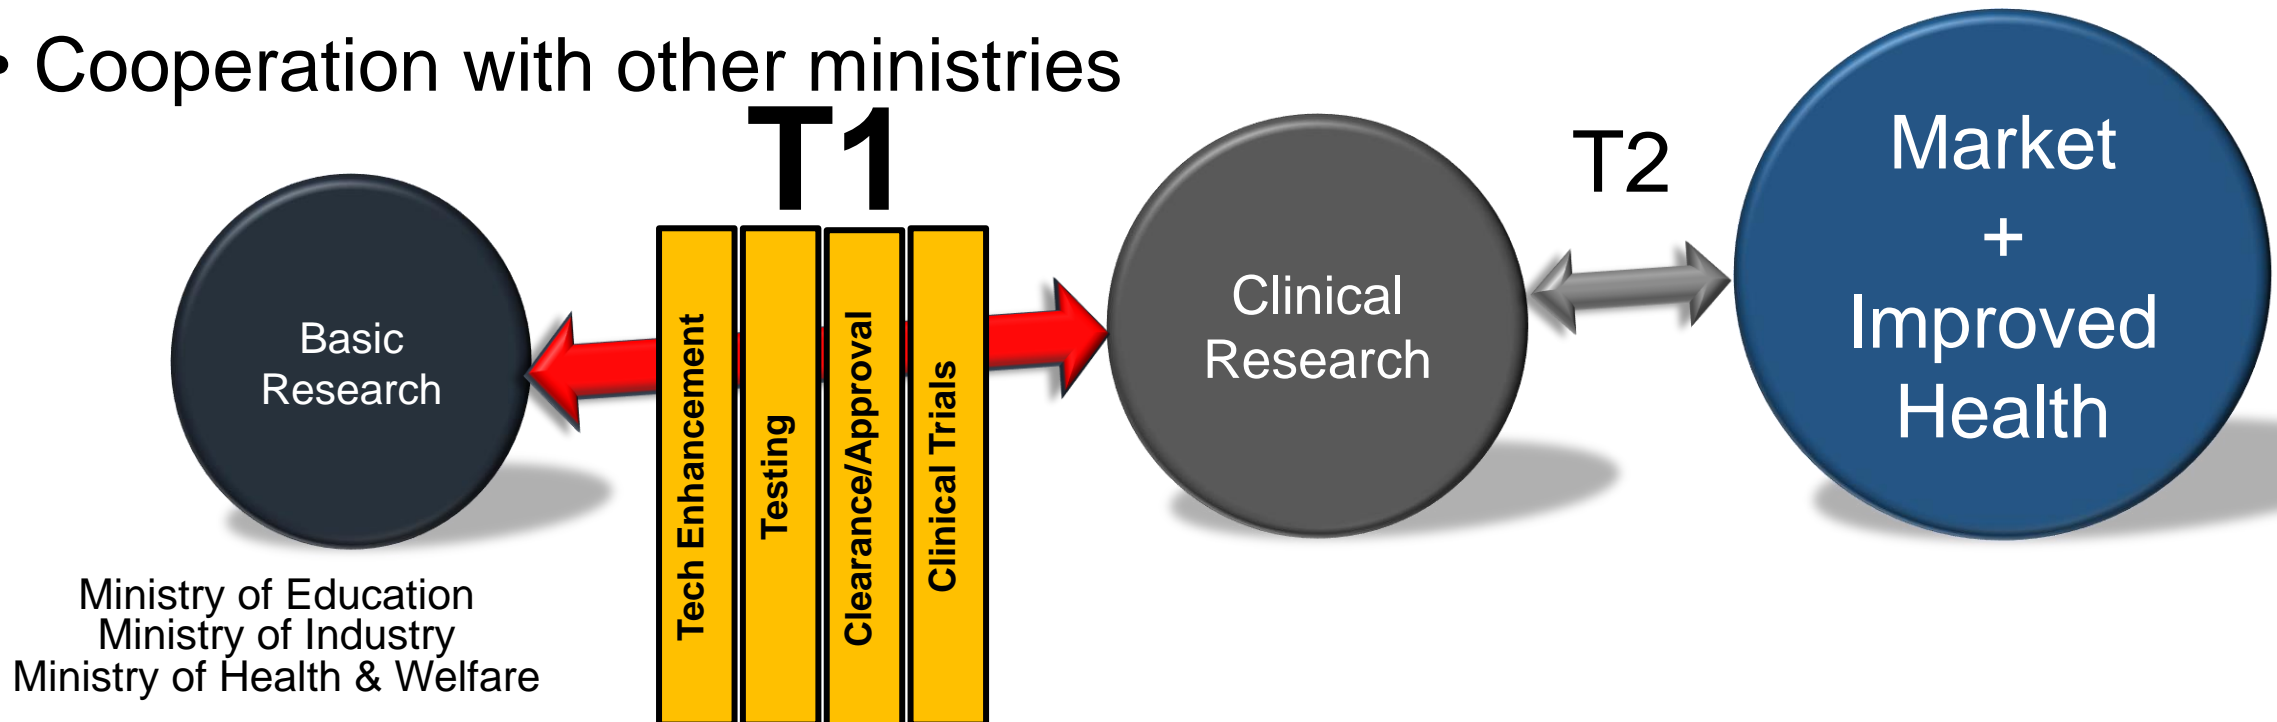 • Cooperation with other ministries
T1
T2
Basic
Research
Tech Enhancement
Testing
Clearance/Approval
Clinical Trials
Clinical
Research
Market
+
Improved
Health
Ministry of Education
Ministry of Industry
Ministry of Health & Welfare